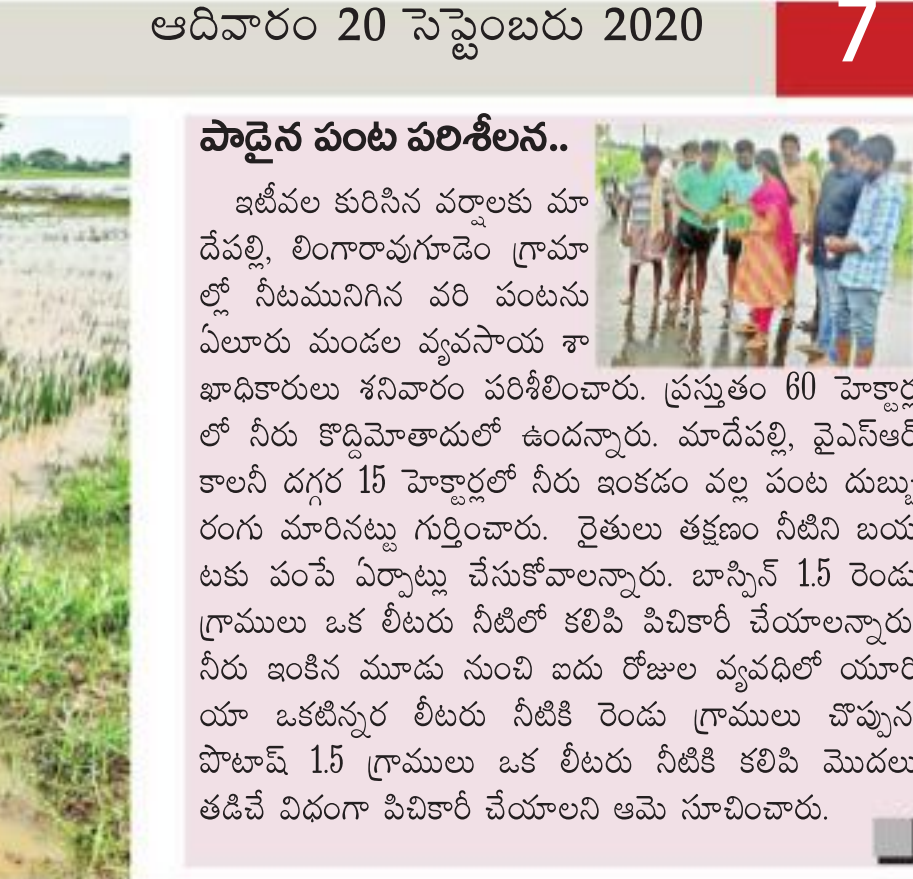 ఆదివారం 20 సెప్టెంబరు 2020
7
పాడైన పంట పరిశీలన..
ఇటీవల కురిసిన వర్షాలకు మా
దేపల్లి, లింగారావుగూడెం గ్రామా
ల్లో నీటమునిగిన వరి పంటను
ఏలూరు మండల వ్యవసాయ శా
ఖాధికారులు శనివారం పరిశీలించారు. ప్రస్తుతం 60 హెక్టార్ల
లో నీరు కొద్దిమోతాదులో ఉందన్నారు. మాదేపల్లి, వైఎస్ఆర్
కాలనీ దగ్గర 15 హెక్టార్లలో నీరు ఇంకడం వల్ల పంట దుబ్బు
రంగు మారినట్టు గుర్తించారు. రైతులు తక్షణం నీటిని బయ
టకు పంపే ఏర్పాట్లు చేసుకోవాలన్నారు. బాస్పిన్ 1.5 రెండు
గ్రాములు ఒక లీటరు నీటిలో కలిపి పిచికారీ చేయాలన్నారు
నీరు ఇంకిన మూడు నుంచి ఐదు రోజుల వ్యవధిలో యూరి
యా ఒకటిన్నర లీటరు నీటికి రెండు గ్రాములు చొప్పున
పొటాష్ 1.5 గ్రాములు ఒక లీటరు నీటికి కలిపి మొదలు
తడిచే విధంగా పిచికారీ చేయాలని ఆమె సూచించారు.